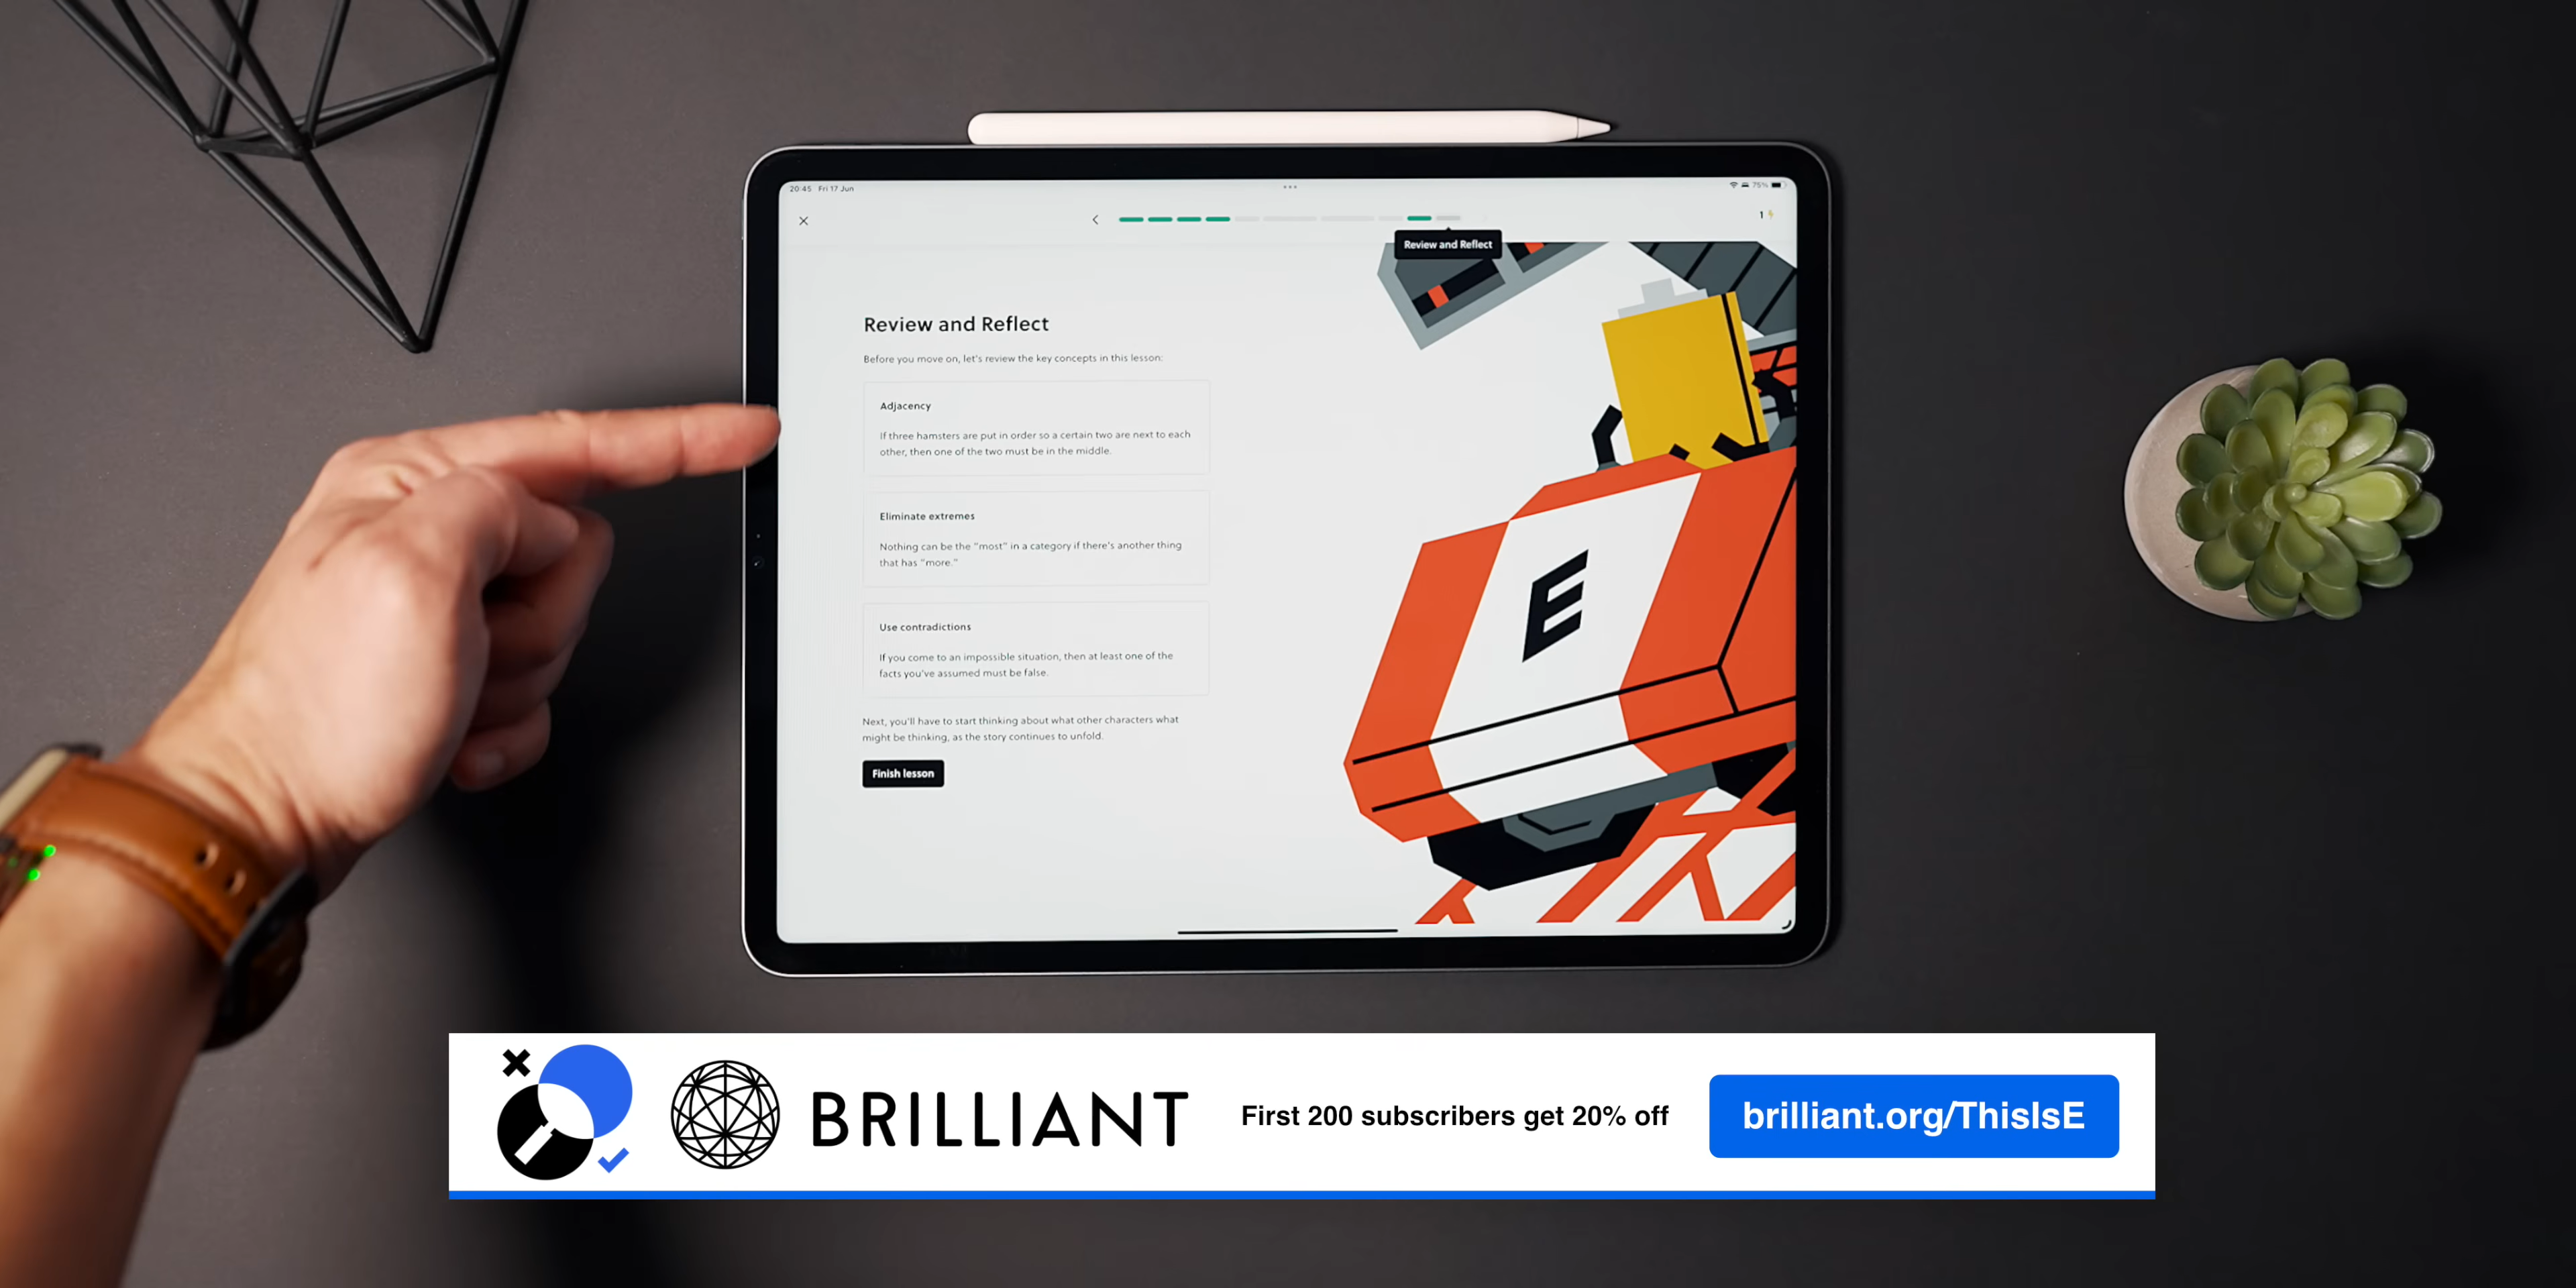 20:45 Fri 17 Jun
75%
1
Review and Reflect
Review and Reflect
Before you move on, let's review the key concepts in this lesson:
Adjacency
If three hamsters are put in order so a certain two are next to each
other, then one of the two must be in the middle.
Eliminate extremes
Nothing can be the "most" in a category if there's another thing
that has "more."
Use contradictions
If you come to an impossible situation, then at least one of the
facts you've assumed must be false.
Next, you'll have to start thinking about what other characters what
might be thinking, as the story continues to unfold.
Finish lesson
E
BRILLIANT
First 200 subscribers get 20% off
brilliant.org/ThisIsE